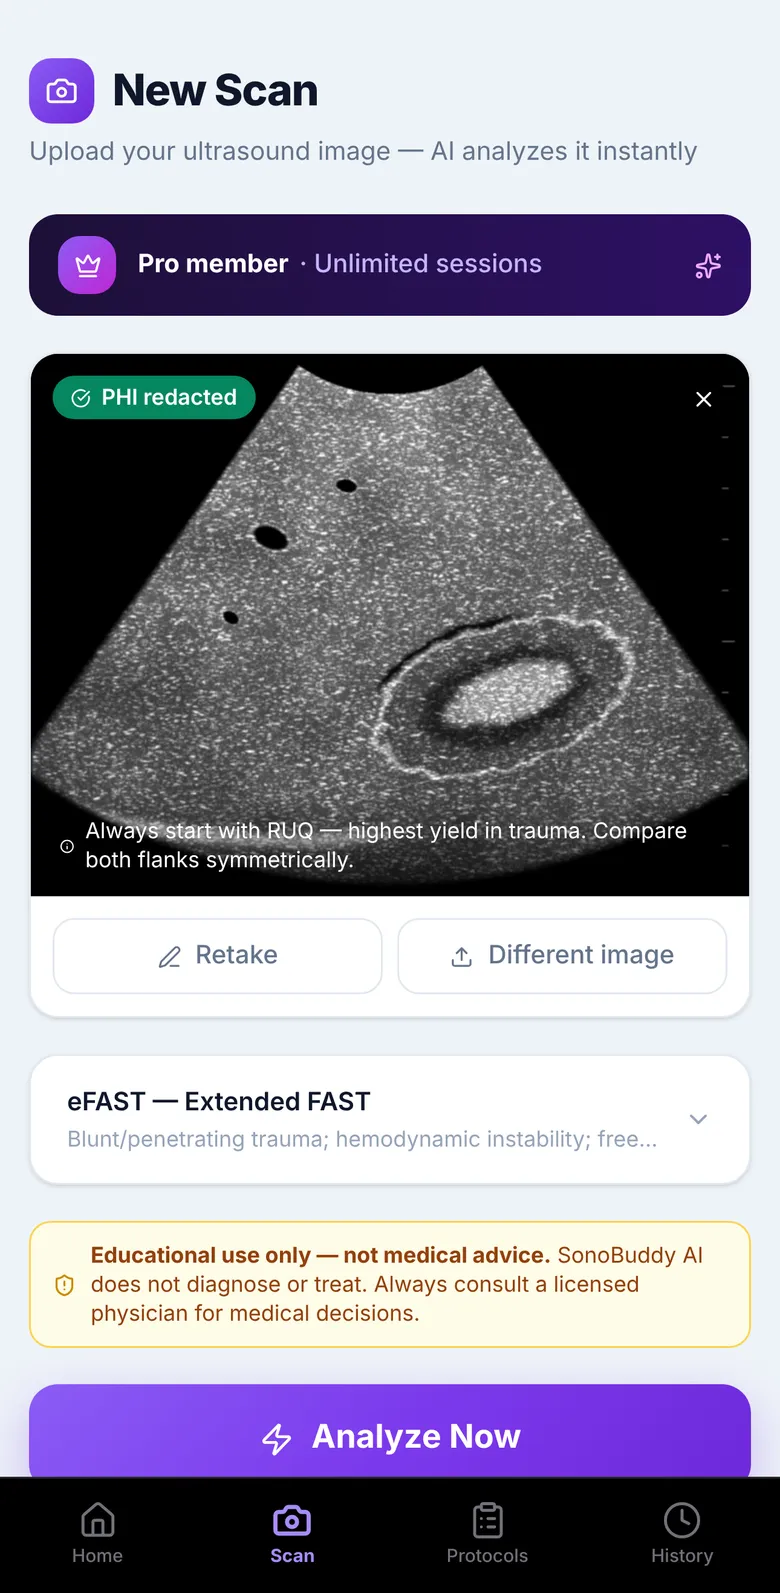 New Scan
Upload your ultrasound image — AI analyzes it instantly
Pro member · Unlimited sessions
PHI redacted
Always start with RUQ — highest yield in trauma. Compare
both flanks symmetrically.
Retake
Different image
eFAST — Extended FAST
Blunt/penetrating trauma; hemodynamic instability; free...
Educational use only — not medical advice. SonoBuddy AI
does not diagnose or treat. Always consult a licensed
physician for medical decisions.
Analyze Now
Home
Scan
Protocols
History